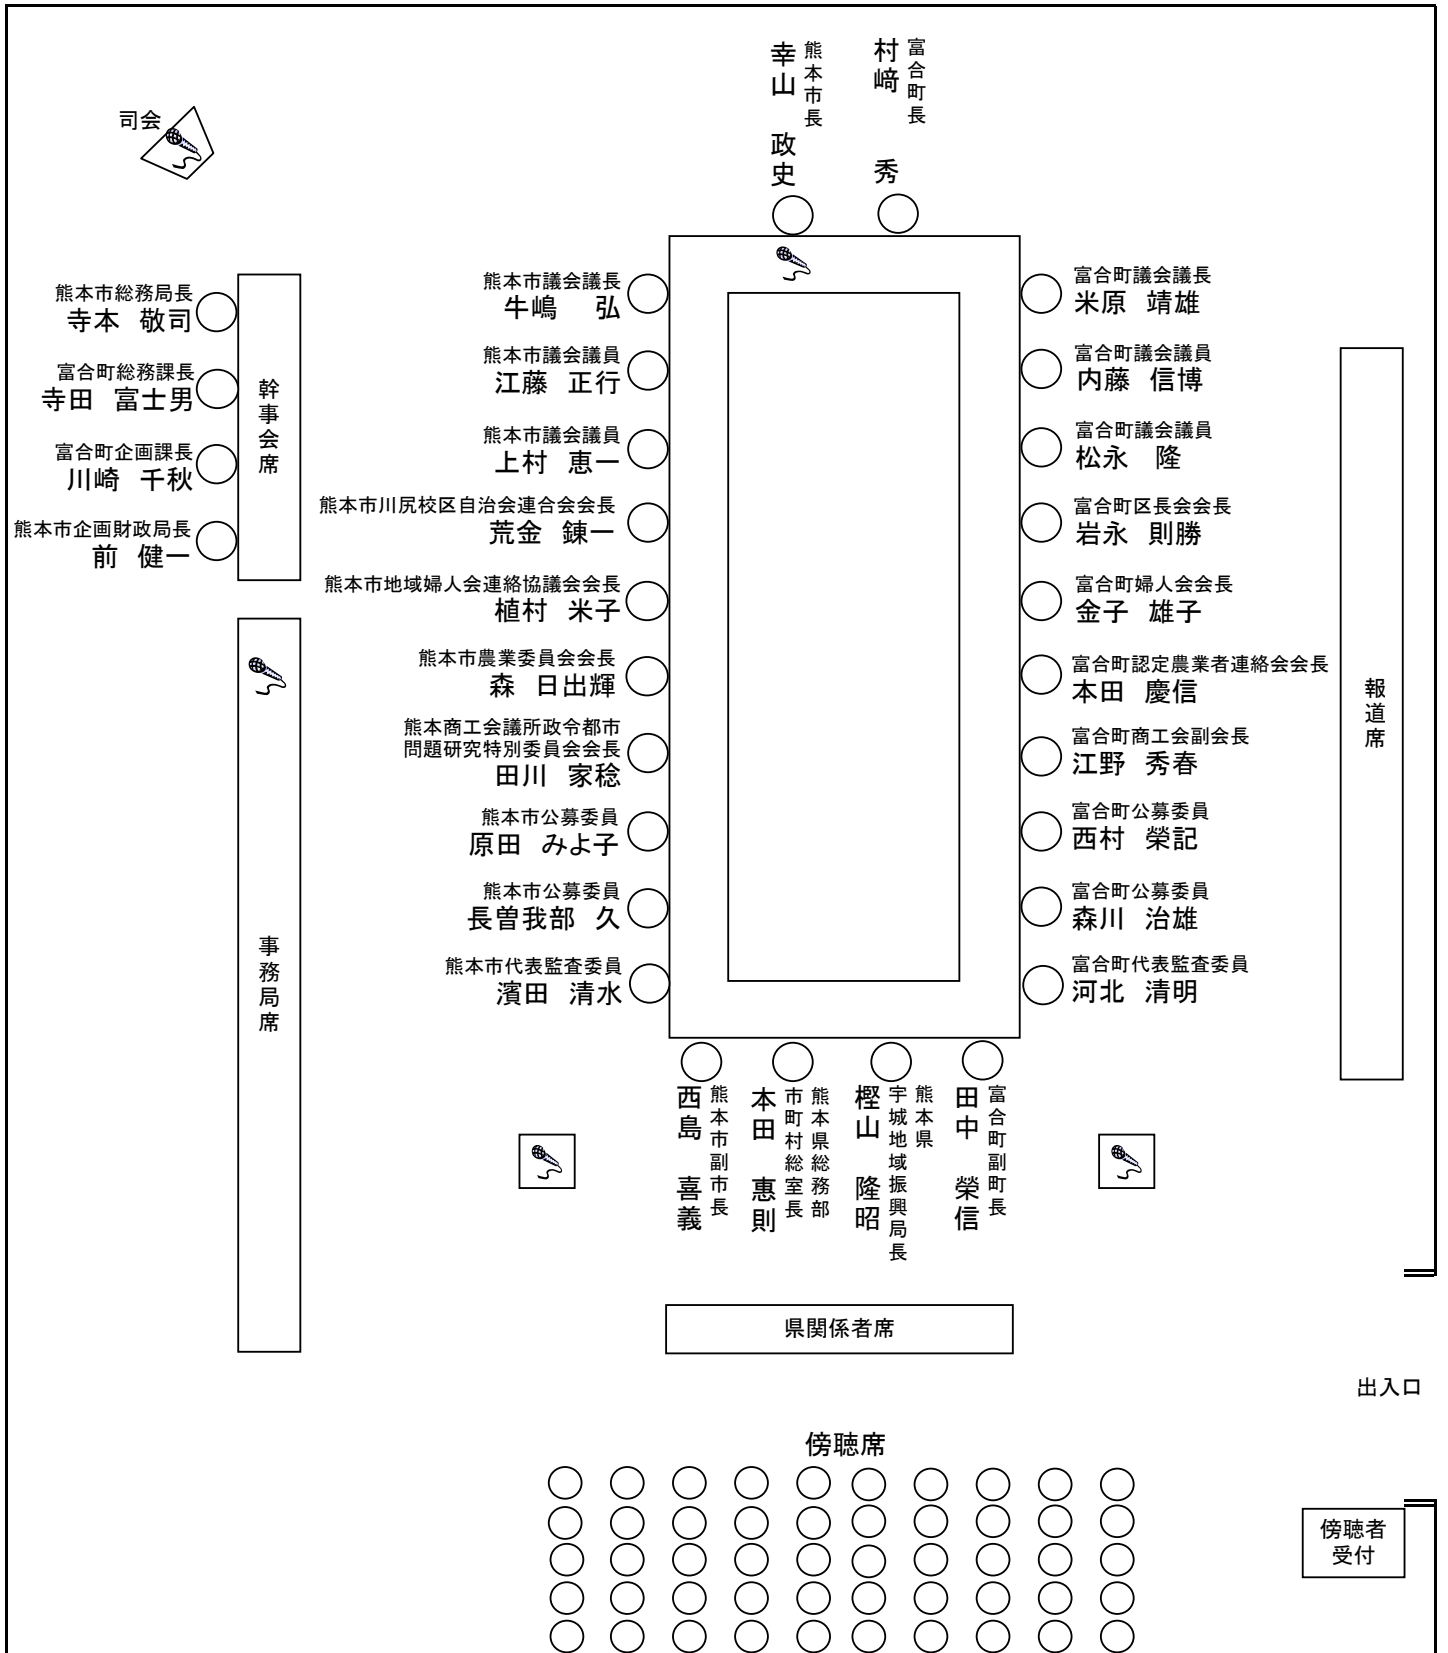 熊本市長
幸山 政史
富合町長
村﨑 秀
司会
熊本市総務局長
寺本 敬司
富合町総務課長
寺田 富士男
富合町企画課長
川崎 千秋
熊本市企画財政局長
前 健一
幹事会席
事務局席
熊本市議会議長
牛嶋 弘
熊本市議会議員
江藤 正行
熊本市議会議員
上村 恵一
熊本市川尻校区自治会連合会会長
荒金 錬一
熊本市地域婦人会連絡協議会会長
植村 米子
熊本市農業委員会会長
森 日出輝
熊本商工会議所政令都市
問題研究特別委員会会長
田川 家稔
熊本市公募委員
原田 みよ子
熊本市公募委員
長曽我部 久
熊本市代表監査委員
濱田 清水
富合町議会議長
米原 靖雄
富合町議会議員
内藤 信博
富合町議会議員
松永 隆
富合町区長会会長
岩永 則勝
富合町婦人会会長
金子 雄子
富合町認定農業者連絡会会長
本田 慶信
富合町商工会副会長
江野 秀春
富合町公募委員
西村 榮記
富合町公募委員
森川 治雄
富合町代表監査委員
河北 清明
報道席
熊本市副市長
西島 喜義
熊本県総務部
市町村総室長
本田 惠則
熊本県
宇城地域振興局長
樫山 隆昭
富合町副町長
田中 榮信
県関係者席
出入口
傍聴席
傍聴者
受付